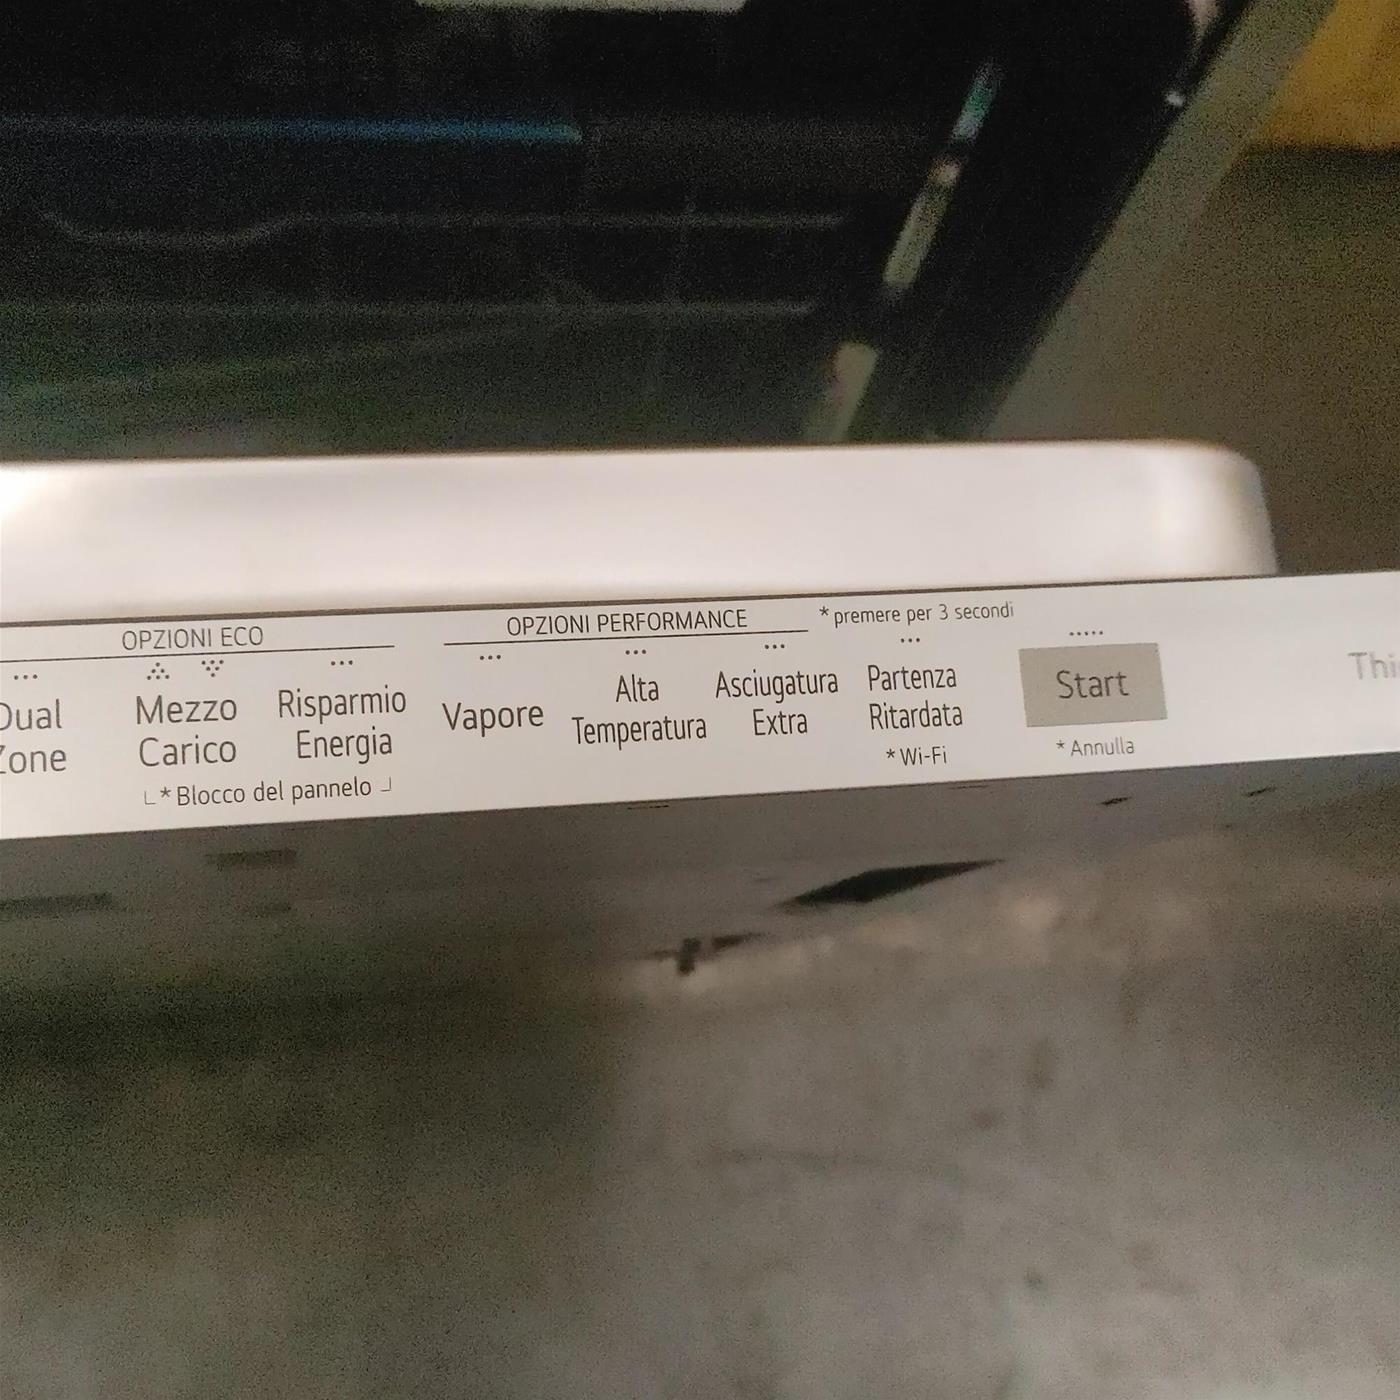 OPZIONI ECO
OPZIONI PERFORMANCE
* premere per 3 secondi
Dual
Zone
Mezzo
Carico
Risparmio
Energia
└ * Blocco del pannelo ┘
Vapore
Alta
Temperatura
Asciugatura
Extra
Partenza
Ritardata
* Wi-Fi
Start
* Annulla